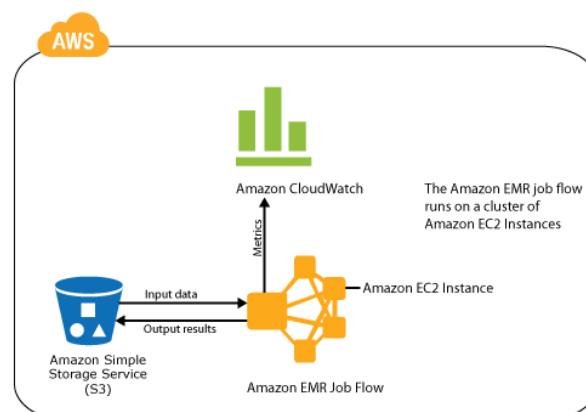 AWS
Amazon CloudWatch
The Amazon EMR job flow
runs on a cluster of
Amazon EC2 Instances
Metrics
Input data
Amazon EC2 Instance
Output results
Amazon Simple
Storage Service
(S3)
Amazon EMR Job Flow